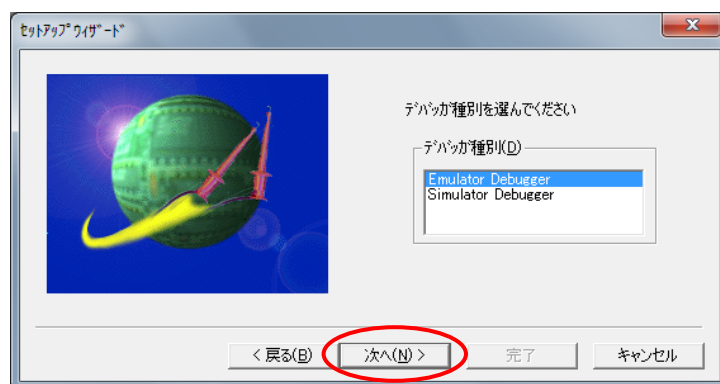 ｾｯﾄｱｯﾌﾟｳｨｻﾞｰﾄﾞ
ﾃﾞﾊﾞｯｶﾞ種別を選んでください
ﾃﾞﾊﾞｯｶﾞ種別(D)
Emulator Debugger
Simulator Debugger
< 戻る(B)
次へ(N) >
完了
ｷｬﾝｾﾙ